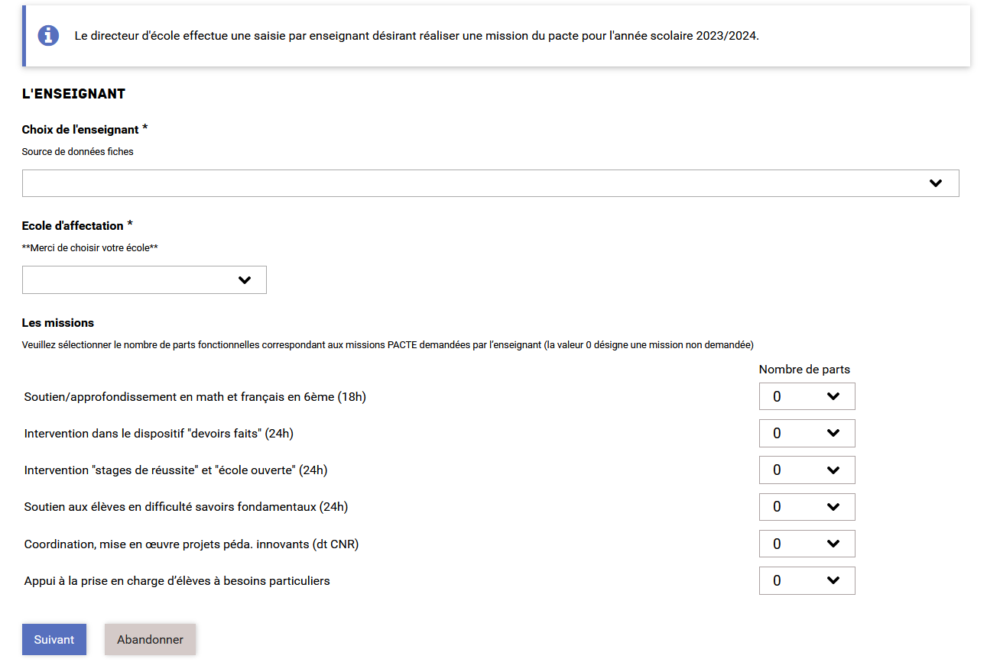 Le directeur d'école effectue une saisie par enseignant désirant réaliser une mission du pacte pour l'année scolaire 2023/2024.
L'ENSEIGNANT
Choix de l'enseignant *
Source de données fiches
Ecole d'affectation *
**Merci de choisir votre école**
Les missions
Veuillez sélectionner le nombre de parts fonctionnelles correspondant aux missions PACTE demandées par l’enseignant (la valeur 0 désigne une mission non demandée)
Nombre de parts
Soutien/approfondissement en math et français en 6ème (18h) 0
Intervention dans le dispositif "devoirs faits" (24h) 0
Intervention "stages de réussite" et "école ouverte" (24h) 0
Soutien aux élèves en difficulté savoirs fondamentaux (24h) 0
Coordination, mise en œuvre projets péda. innovants (dt CNR) 0
Appui à la prise en charge d’élèves à besoins particuliers 0
Suivant Abandonner